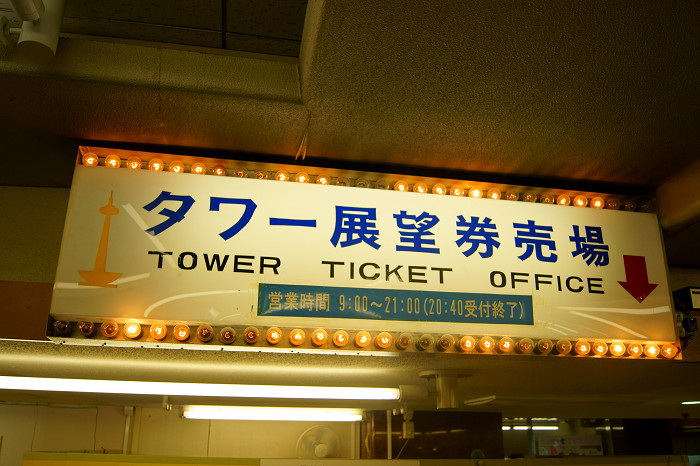 タワー展望券売場
TOWER TICKET OFFICE
営業時間 9:00～21:00(20:40受付終了)